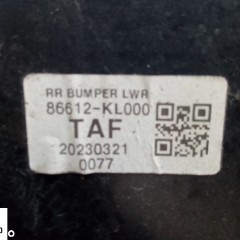 RR BUMPER LWR
86612-KL000
TAF
20230321
0077